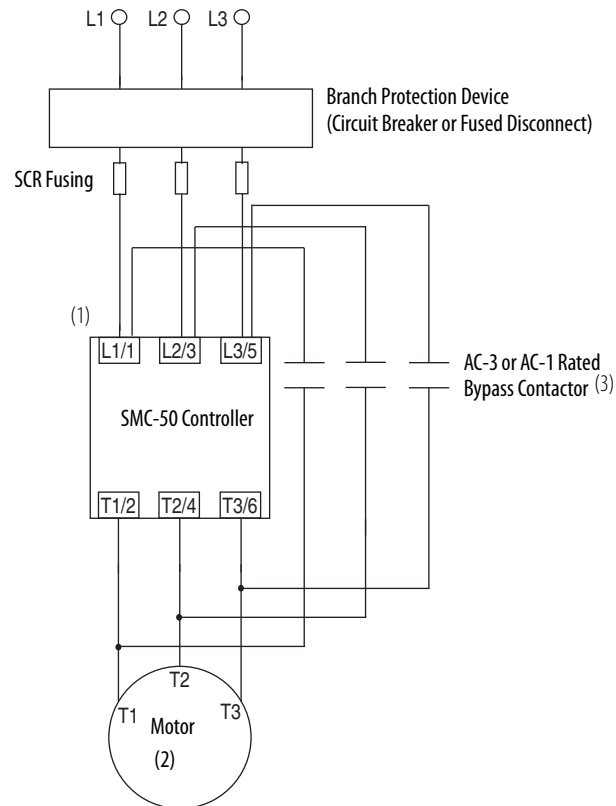 L1 L2 L3
Branch Protection Device
(Circuit Breaker or Fused Disconnect)
SCR Fusing
(1)
L1/1 L2/3 L3/5
AC-3 or AC-1 Rated
Bypass Contactor (3)
SMC-50 Controller
T1/2 T2/4 T3/6
T2
T1 T3
Motor
(2)